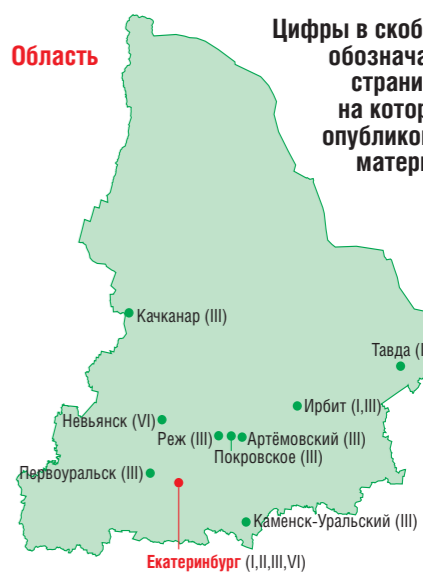 Цифры в скоб
Область
обознача
страни
на котор
опубликов
матери
Качканар (III)
Тавда (I
Ирбит (I,III)
Невьянск (VI)
Реж (III)
Артёмовский (III)
Покровское (III)
Первоуральск (III)
Каменск-Уральский (III)
Екатеринбург (I,II,III,VI)